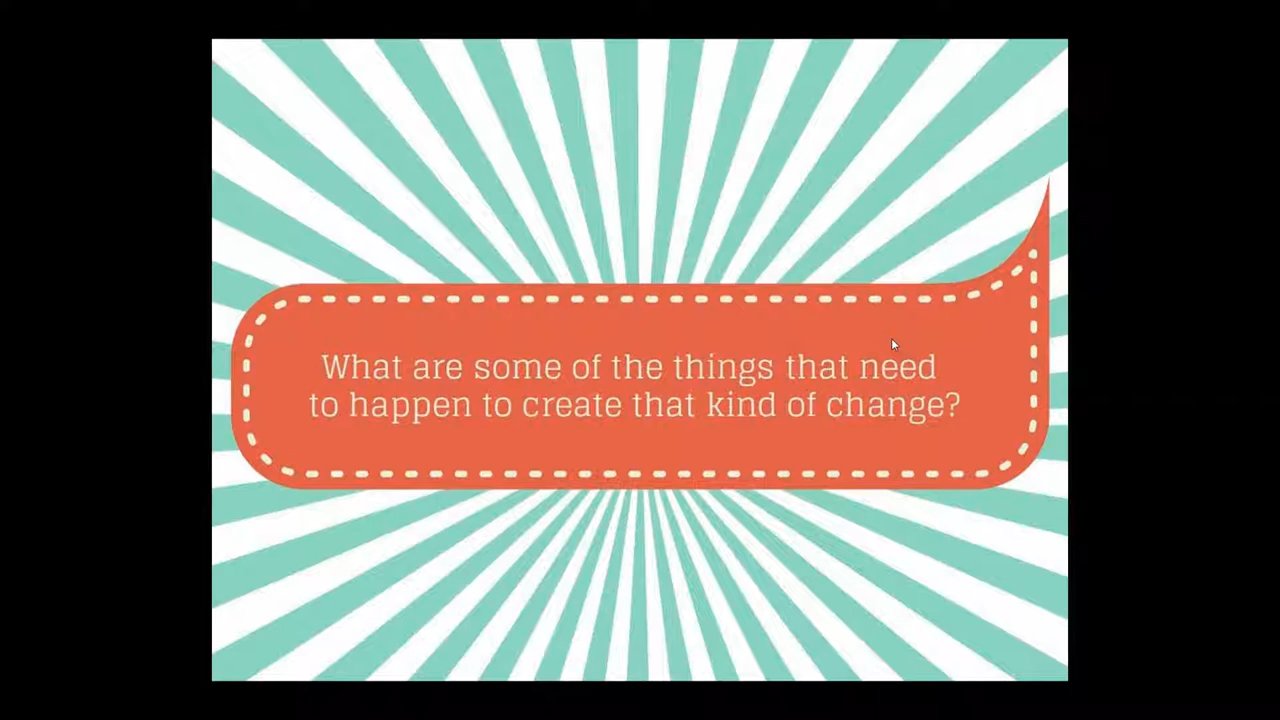 What are some of the things that need
to happen to create that kind of change?